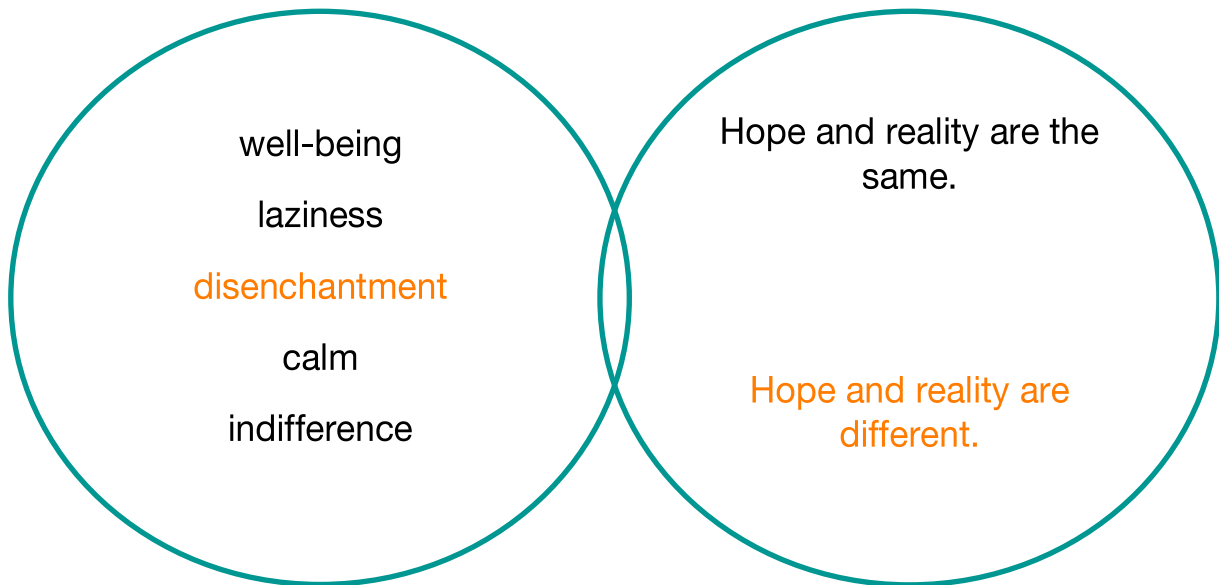 well-being
laziness
disenchantment
calm
indifference
Hope and reality are the
same.
Hope and reality are
different.